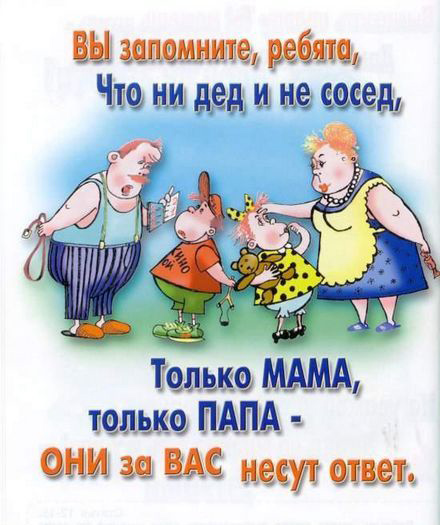 ВЫ запомните, ребята,
Что ни дед и не сосед,
Только МАМА,
только ПАПА -
ОНИ за ВАС несут ответ.